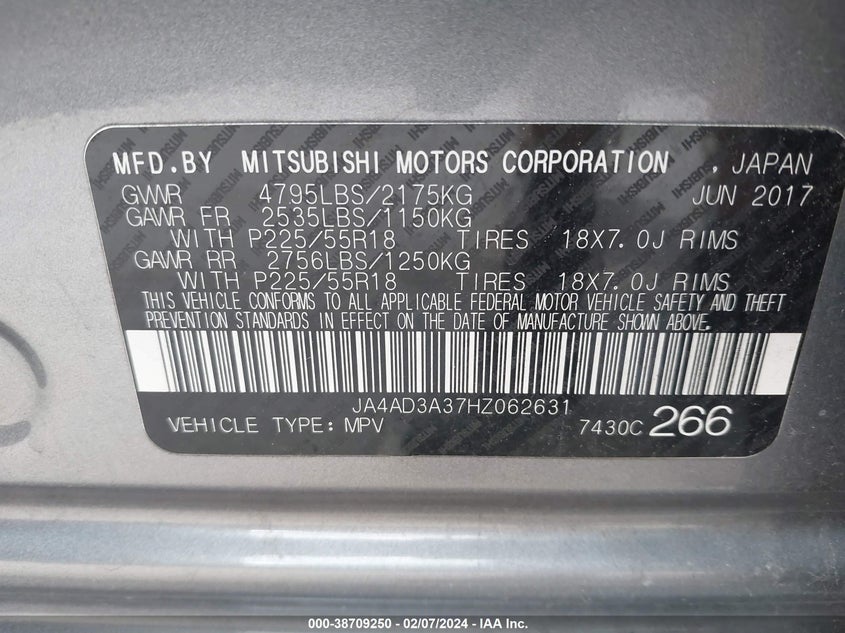 MFD.BY MITSUBISHI MOTORS CORPORATION , JAPAN
GVWR 4795LBS/2175KG JUN 2017
GAWR FR 2535LBS/1150KG
WITH P225/55R18 TIRES 18X7.0J RIMS
GAWR RR 2756LBS/1250KG
WITH P225/55R18 TIRES 18X7.0J RIMS
THIS VEHICLE CONFORMS TO ALL APPLICABLE FEDERAL MOTOR VEHICLE SAFETY AND THEFT
PREVENTION STANDARDS IN EFFECT ON THE DATE OF MANUFACTURE SHOWN ABOVE.
JA4AD3A37HZ062631
VEHICLE TYPE: MPV 7430C 266
000-38709250 - 02/07/2024 - IAA Inc.